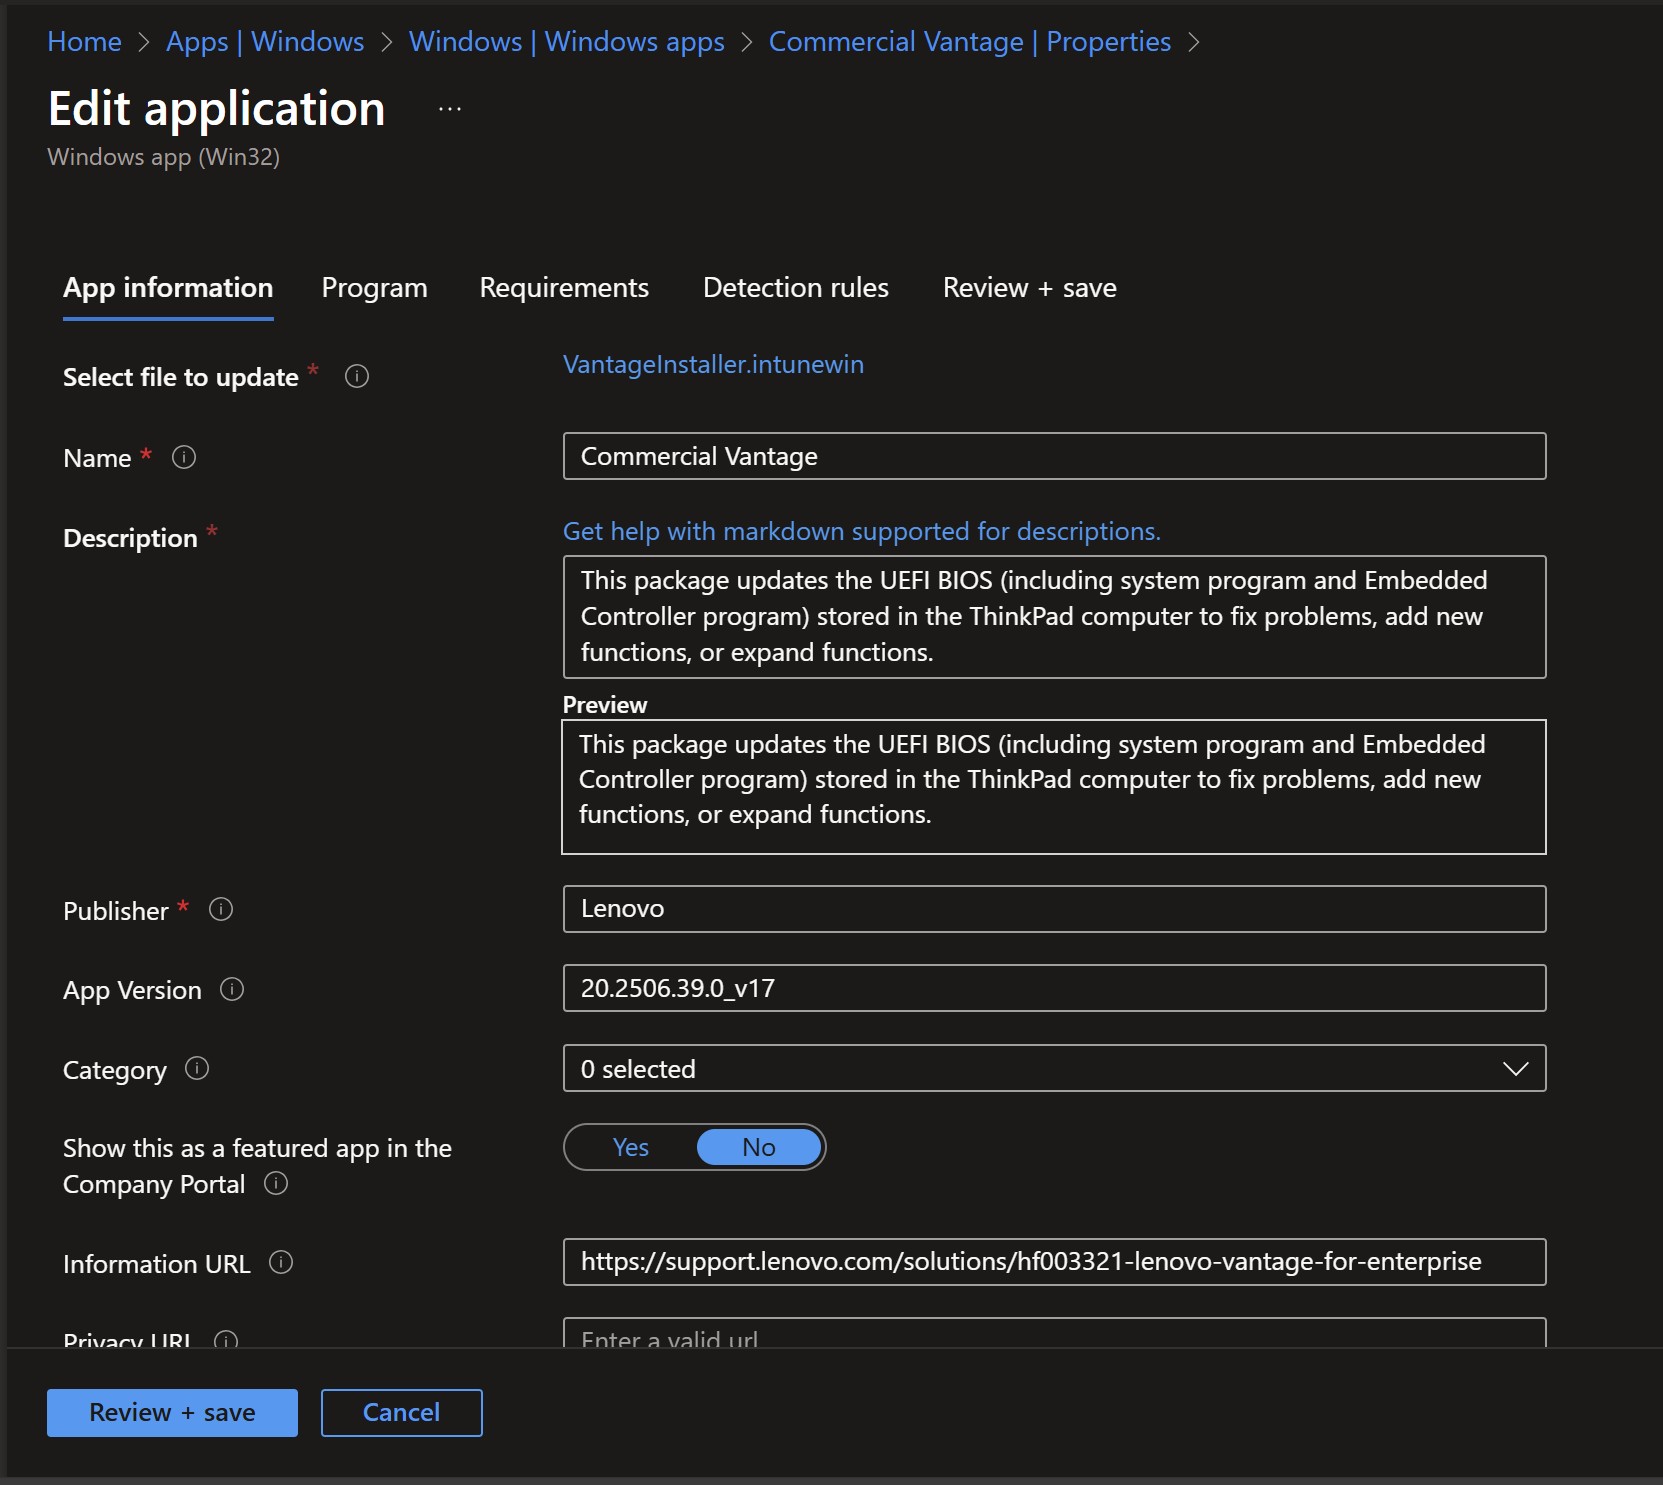 Home > Apps | Windows > Windows | Windows apps > Commercial Vantage | Properties >
Edit application ...
Windows app (Win32)
App information Program Requirements Detection rules Review + save
Select file to update * VantageInstaller.intunewin
Name * Commercial Vantage
Description * Get help with markdown supported for descriptions.
This package updates the UEFI BIOS (including system program and Embedded
Controller program) stored in the ThinkPad computer to fix problems, add new
functions, or expand functions.
Preview
This package updates the UEFI BIOS (including system program and Embedded
Controller program) stored in the ThinkPad computer to fix problems, add new
functions, or expand functions.
Publisher * Lenovo
App Version 20.2506.39.0_v17
Category 0 selected
Show this as a featured app in the Yes No
Company Portal
Information URL https://support.lenovo.com/solutions/hf003321-lenovo-vantage-for-enterprise
Privacy URL Enter a valid url
Review + save Cancel